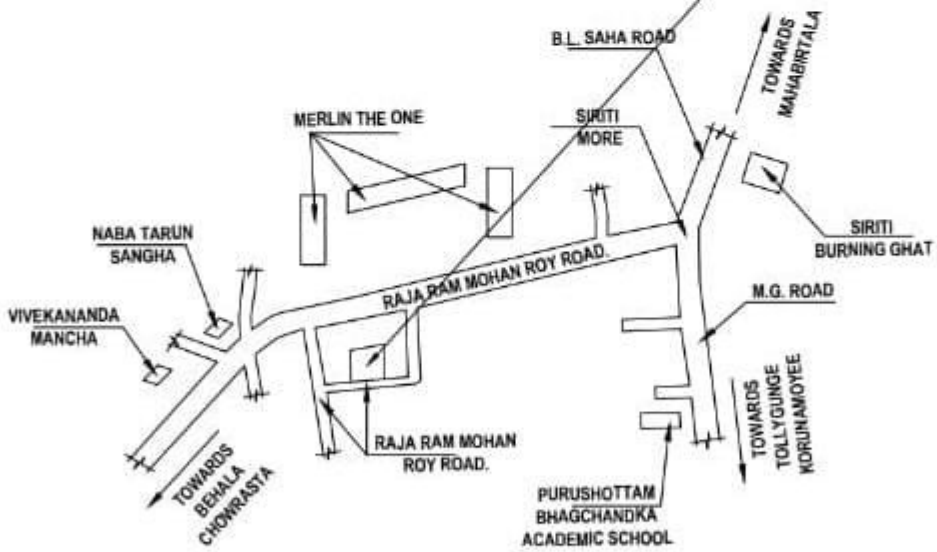 B.L. SAHA ROAD
TOWARDS
MAHABIRTALA
MERLIN THE ONE
SIRITI
MORE
NABA TARUN
SANGHA
SIRITI
BURNING GHAT
RAJA RAM MOHAN ROY ROAD.
M.G. ROAD
VIVEKANANDA
MANCHA
RAJA RAM MOHAN
ROY ROAD.
TOWARDS
TOLLYGUNGE
KORUNAMOYEE
TOWARDS
BEHALA
CHOWRASTA
PURUSHOTTAM
BHAGCHANDKA
ACADEMIC SCHOOL